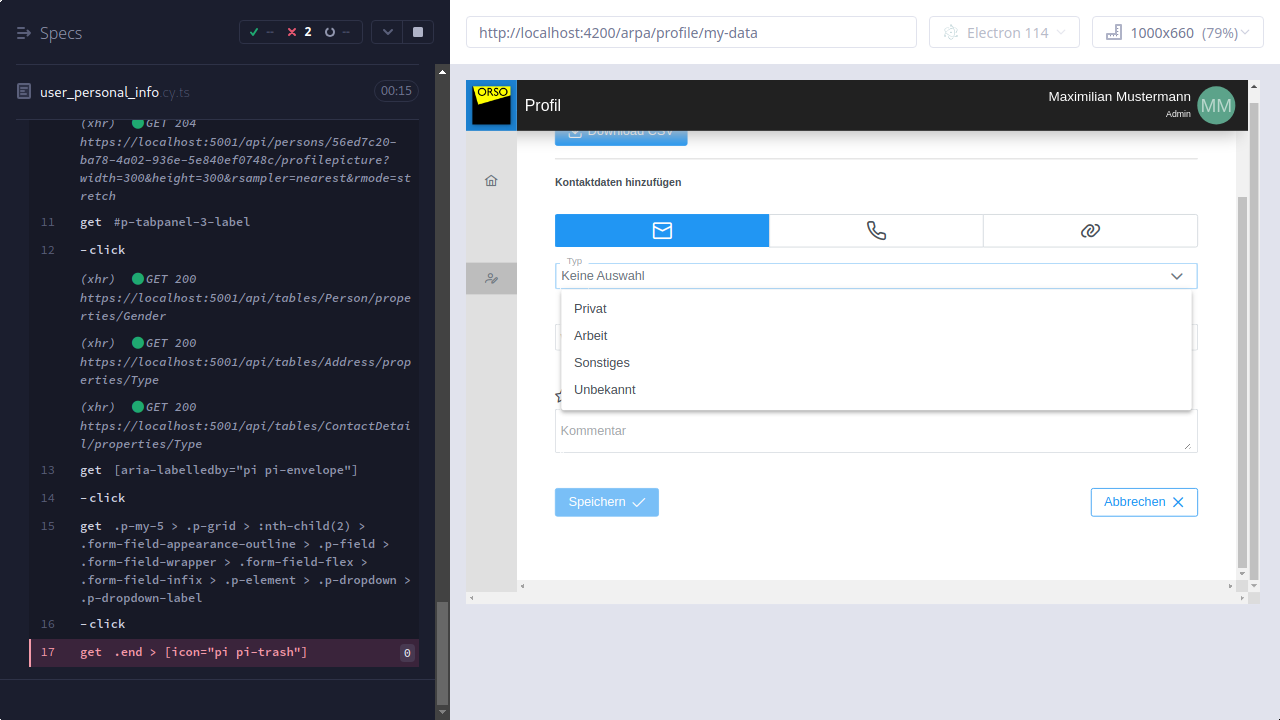 Specs
-- 2 --
user_personal_info.cy.ts 00:15
(xhr) GET 204
https://localhost:5001/api/persons/56ed7c20-
ba78-4a02-936e-5e840ef0748c/profilepicture?
width=300&height=300&rsampler=nearest&rmode=st
retch
11 get #p-tabpanel-3-label
12 -click
(xhr) GET 200
https://localhost:5001/api/tables/Person/prope
rties/Gender
(xhr) GET 200
https://localhost:5001/api/tables/Address/prop
erties/Type
(xhr) GET 200
https://localhost:5001/api/tables/ContactDetai
l/properties/Type
13 get [aria-labelledby="pi pi-envelope"]
14 -click
15 get .p-my-5 > .p-grid > :nth-child(2) >
.form-field-appearance-outline > .p-field >
.form-field-wrapper > .form-field-flex >
.form-field-infix > .p-element > .p-dropdown >
.p-dropdown-label
16 -click
17 get .end > [icon="pi pi-trash"] 0
http://localhost:4200/arpa/profile/my-data
Electron 114
1000x660 (79%)
ORSO
Profil
Maximilian Mustermann
Admin
MM
Download CSV
Kontaktdaten hinzufügen
Typ
Keine Auswahl
Privat
Arbeit
Sonstiges
Unbekannt
Kommentar
Speichern
Abbrechen